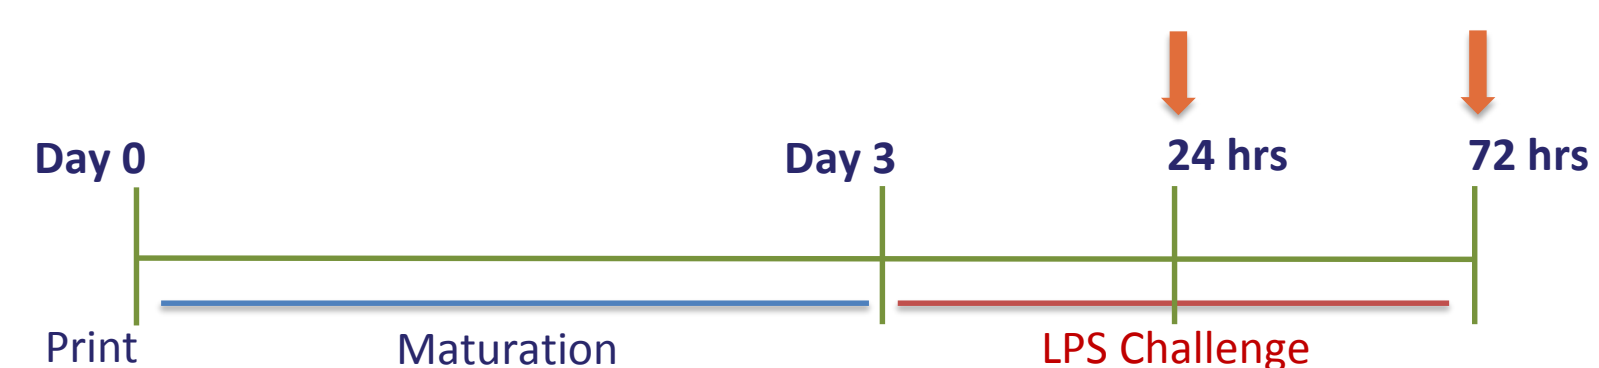 Day 0
Day 3
24 hrs
72 hrs
Print
Maturation
LPS Challenge